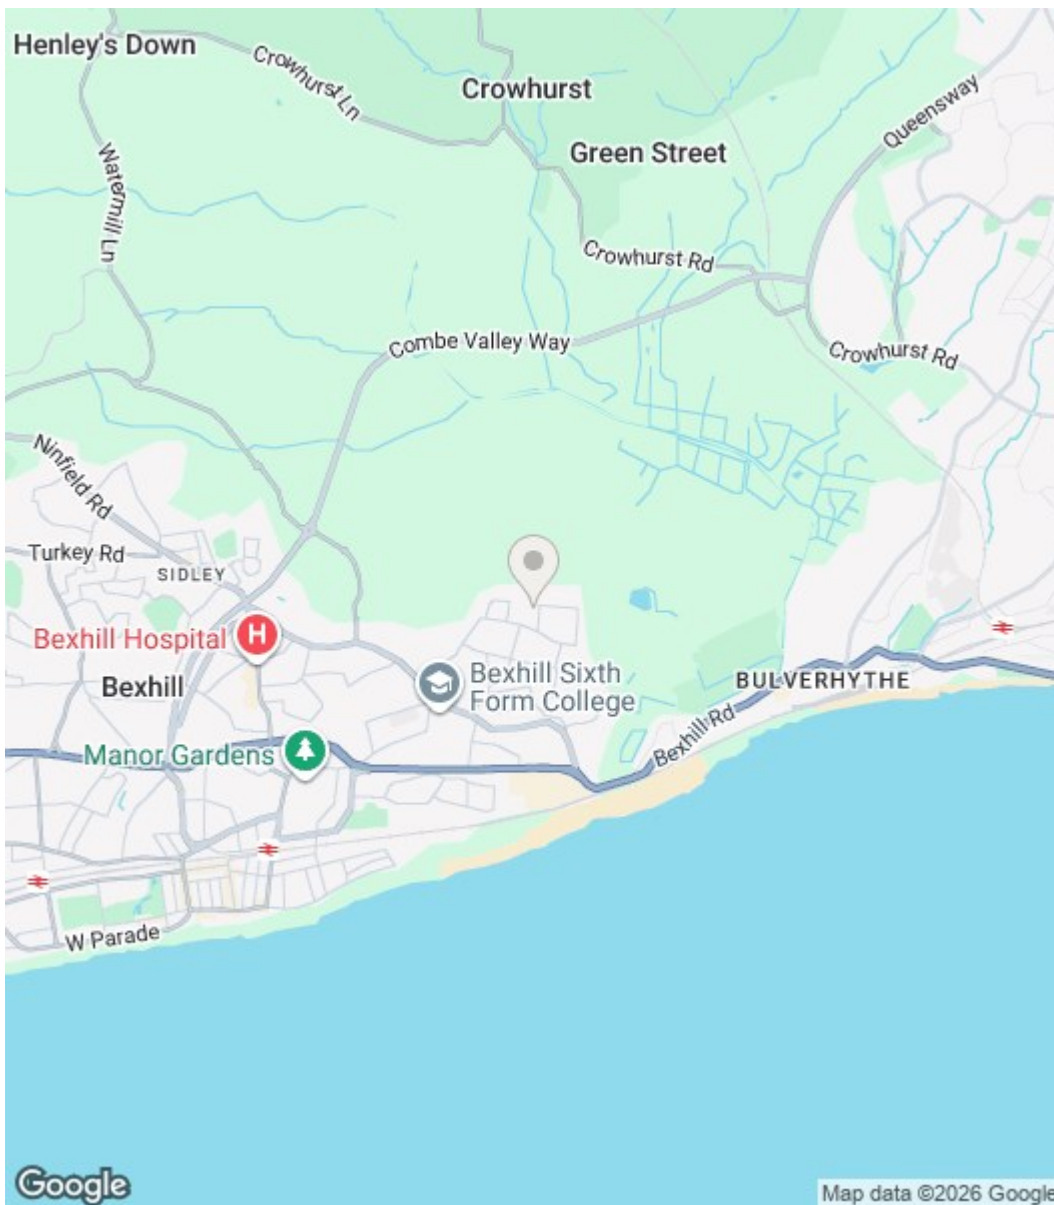 Henley's Down
Crowhurst Ln
Crowhurst
Queensway
Green Street
Watermill Ln
Crowhurst Rd
Combe Valley Way
Crowhurst Rd
Ninfield Rd
Turkey Rd
SIDLEY
Bexhill Hospital
H
Bexhill
Bexhill Sixth
Form College
BULVERHYTHE
Bexhill Rd
Manor Gardens
W Parade
Google
Map data ©2026 Google